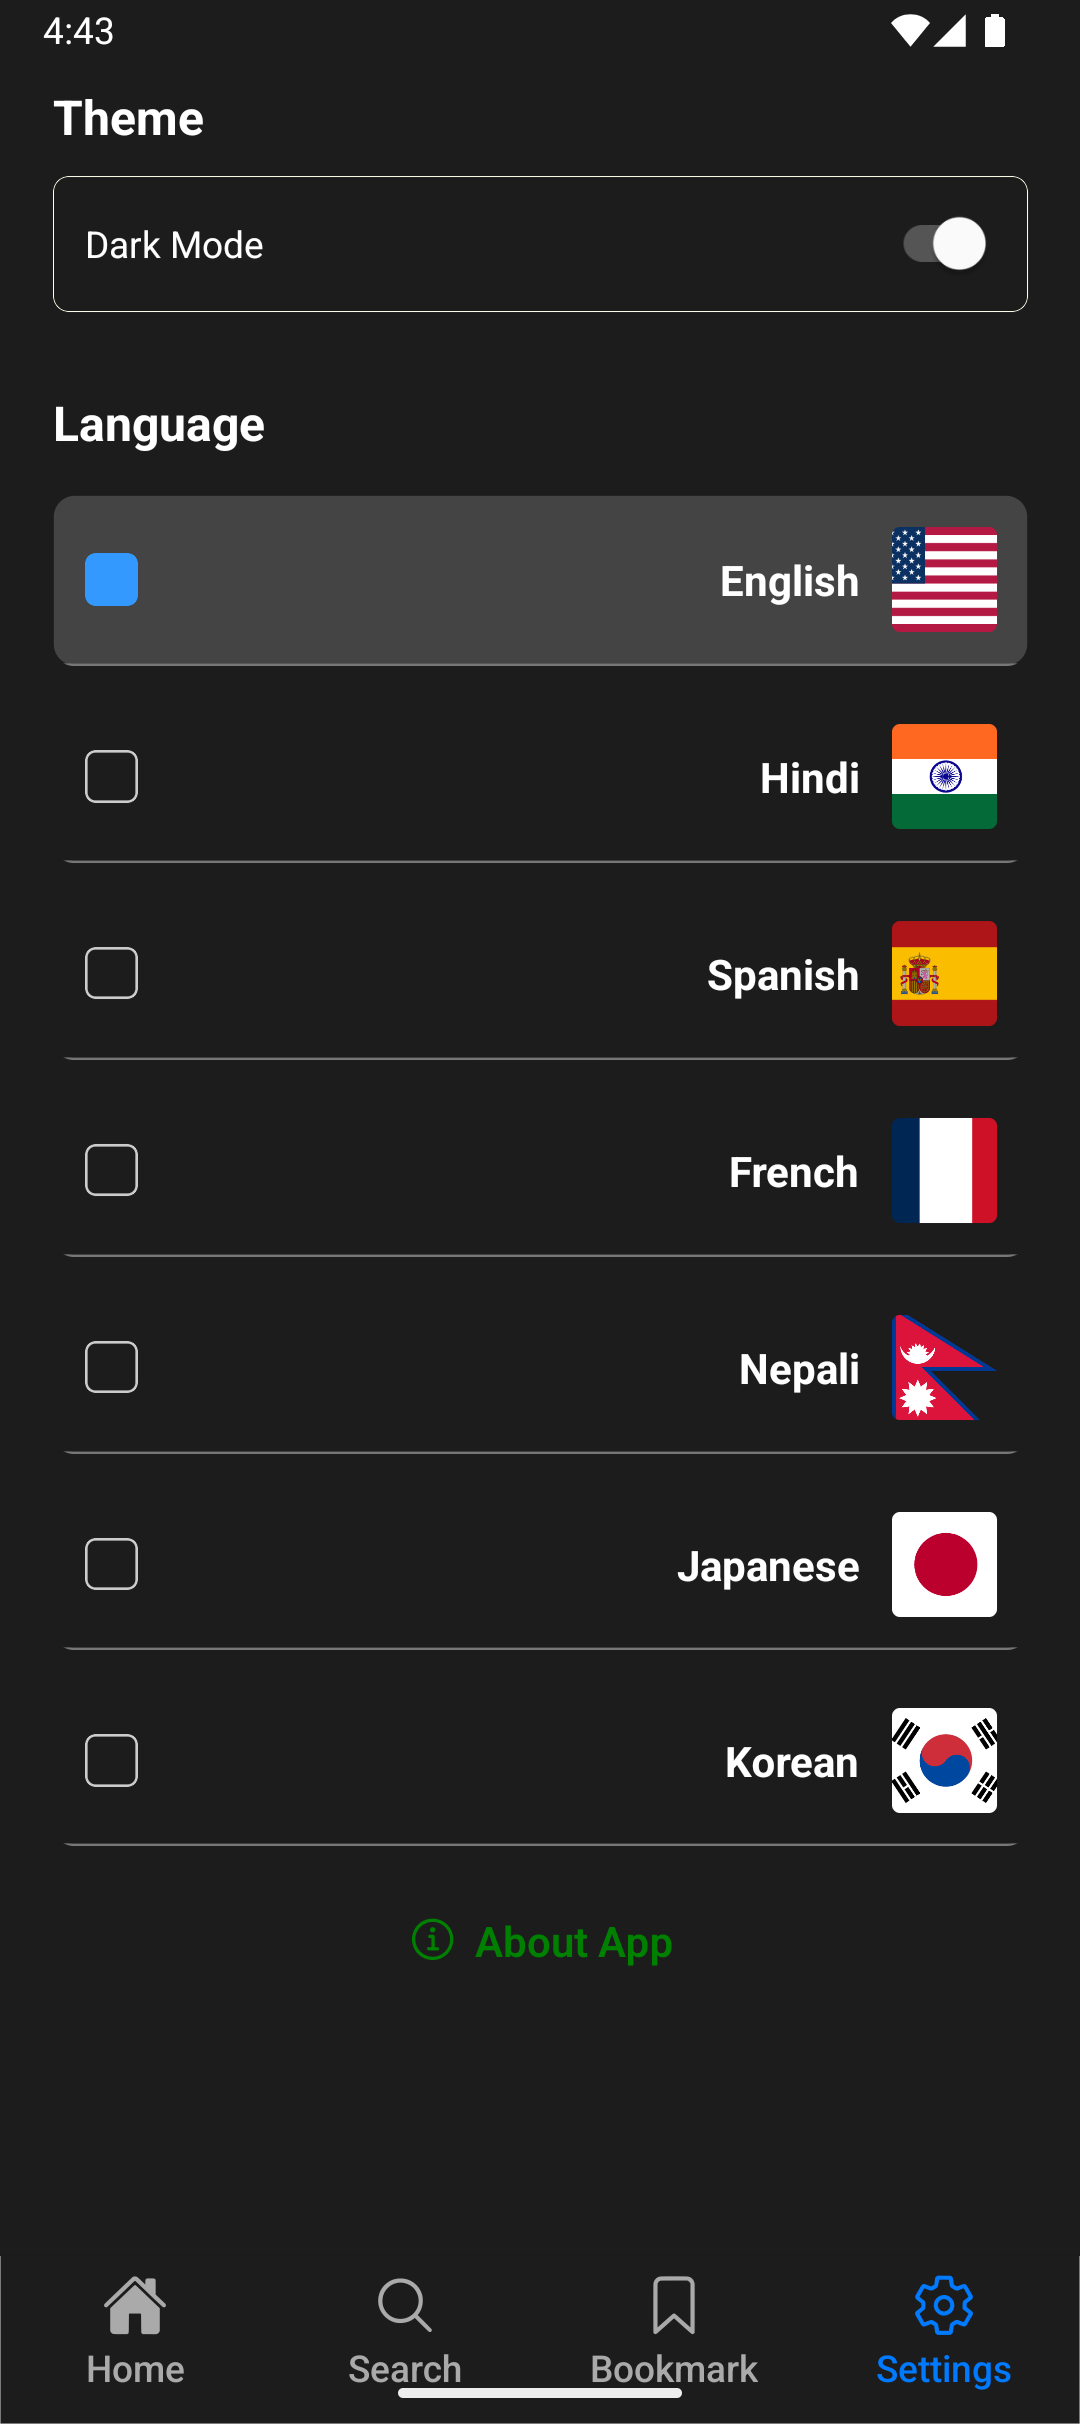 4:43
Theme
Dark Mode
Language
English
Hindi
Spanish
French
Nepali
Japanese
Korean
About App
Home
Search
Bookmark
Settings